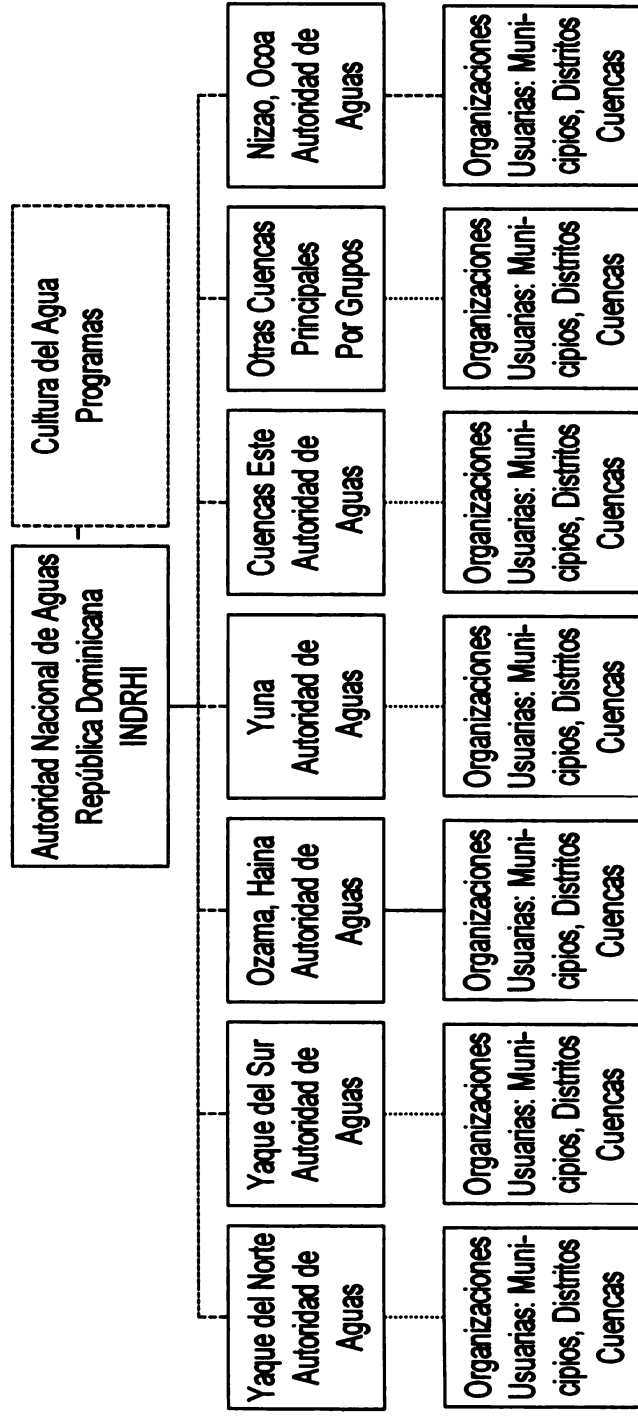 Autoridad Nacional de Aguas
República Dominicana
INDRHI
Cultura del Agua
Programas
Yaque del Norte
Autoridad de
Aguas
Yaque del Sur
Autoridad de
Aguas
Ozama, Haina
Autoridad de
Aguas
Yuna
Autoridad de
Aguas
Cuencas Este
Autoridad de
Aguas
Otras Cuencas
Principales
Por Grupos
Nizao, Ocoa
Autoridad de
Aguas
Organizaciones
Usuarias: Muni-
cipios, Distritos
Cuencas
Organizaciones
Usuarias: Muni-
cipios, Distritos
Cuencas
Organizaciones
Usuarias: Muni-
cipios, Distritos
Cuencas
Organizaciones
Usuarias: Muni-
cipios, Distritos
Cuencas
Organizaciones
Usuarias: Muni-
cipios, Distritos
Cuencas
Organizaciones
Usuarias: Muni-
cipios, Distritos
Cuencas
Organizaciones
Usuarias: Muni-
cipios, Distritos
Cuencas